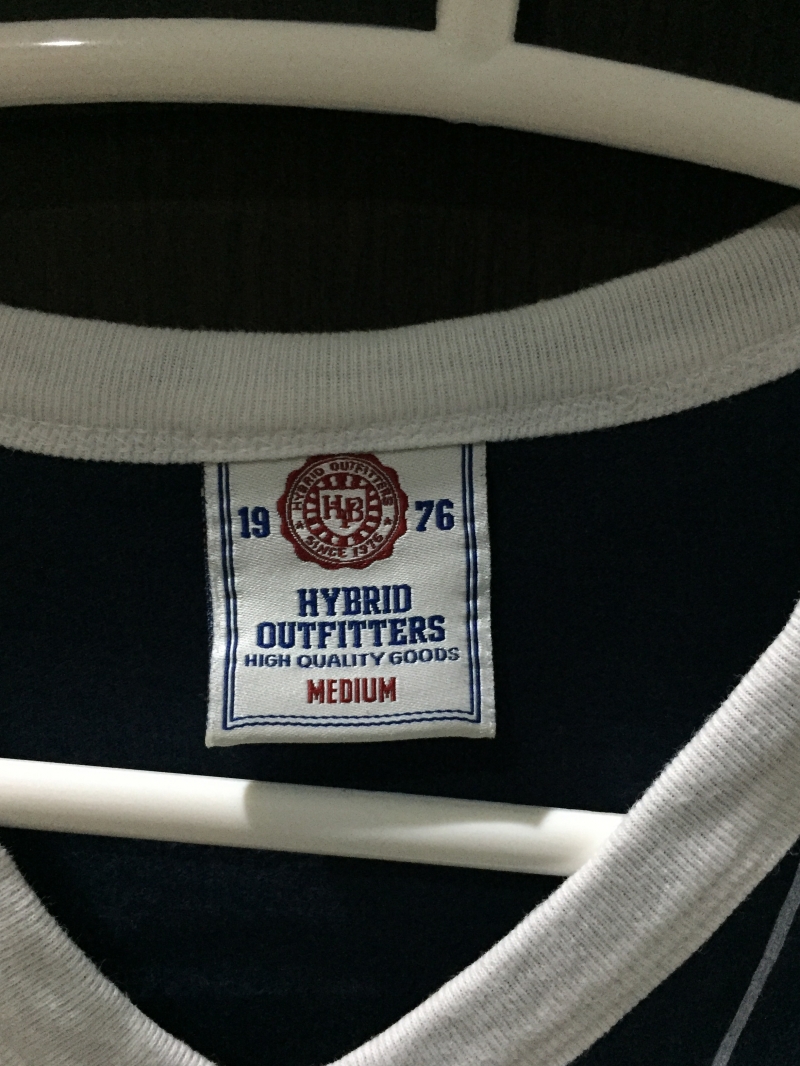 HYBRID OUTFITTERS
19 HB 76
SINCE 1976
HYBRID
OUTFITTERS
HIGH QUALITY GOODS
MEDIUM